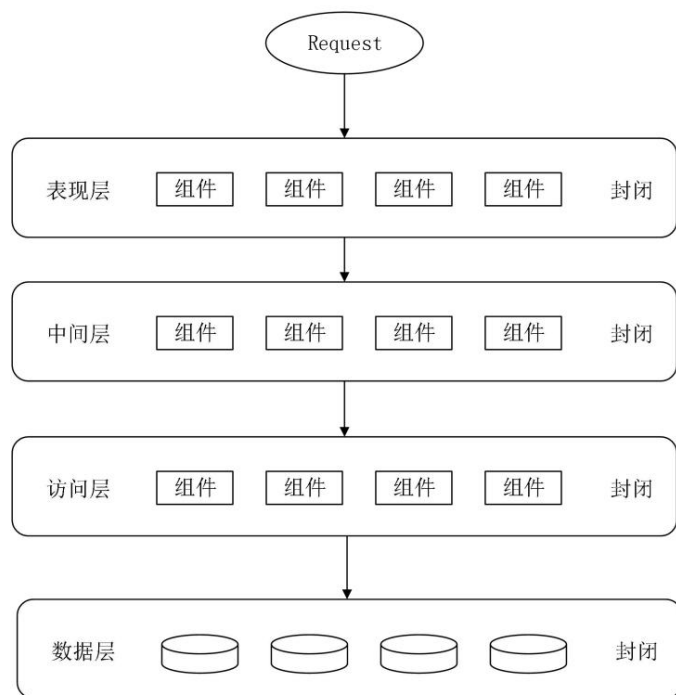 Request
表现层 组件 组件 组件 组件 封闭
中间层 组件 组件 组件 组件 封闭
访问层 组件 组件 组件 组件 封闭
数据层 封闭